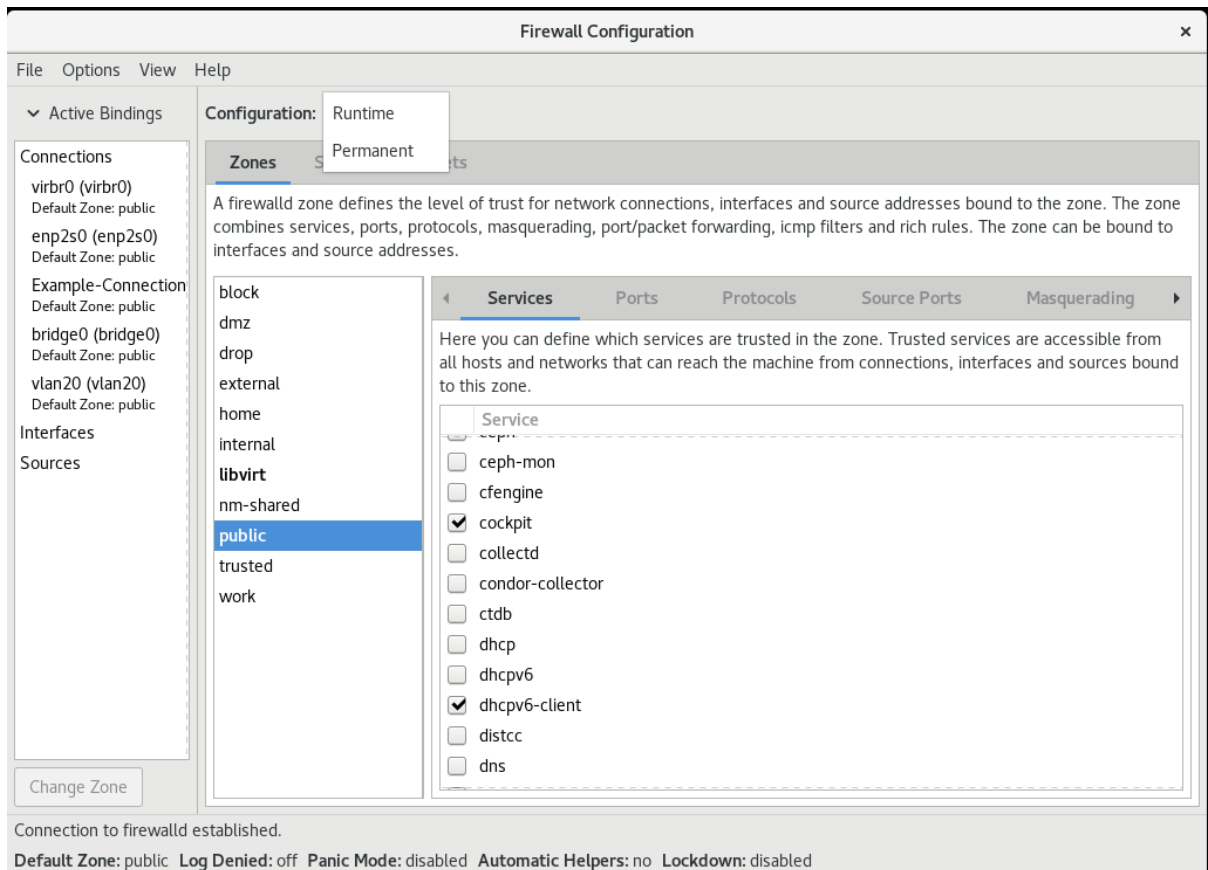 Firewall Configuration ×
File Options View Help
Active Bindings
Configuration: Runtime
Permanent
Connections
virbr0 (virbr0)
Default Zone: public
enp2s0 (enp2s0)
Default Zone: public
Example-Connection
Default Zone: public
bridge0 (bridge0)
Default Zone: public
vlan20 (vlan20)
Default Zone: public
Interfaces
Sources
Change Zone
Zones
A firewalld zone defines the level of trust for network connections, interfaces and source addresses bound to the zone. The zone
combines services, ports, protocols, masquerading, port/packet forwarding, icmp filters and rich rules. The zone can be bound to
interfaces and source addresses.
block
dmz
drop
external
home
internal
libvirt
nm-shared
public
trusted
work
Services Ports Protocols Source Ports Masquerading
Here you can define which services are trusted in the zone. Trusted services are accessible from
all hosts and networks that can reach the machine from connections, interfaces and sources bound
to this zone.
Service
ceph-mon
cfengine
cockpit
collectd
condor-collector
ctdb
dhcp
dhcpv6
dhcpv6-client
distcc
dns
Connection to firewalld established.
Default Zone: public Log Denied: off Panic Mode: disabled Automatic Helpers: no Lockdown: disabled